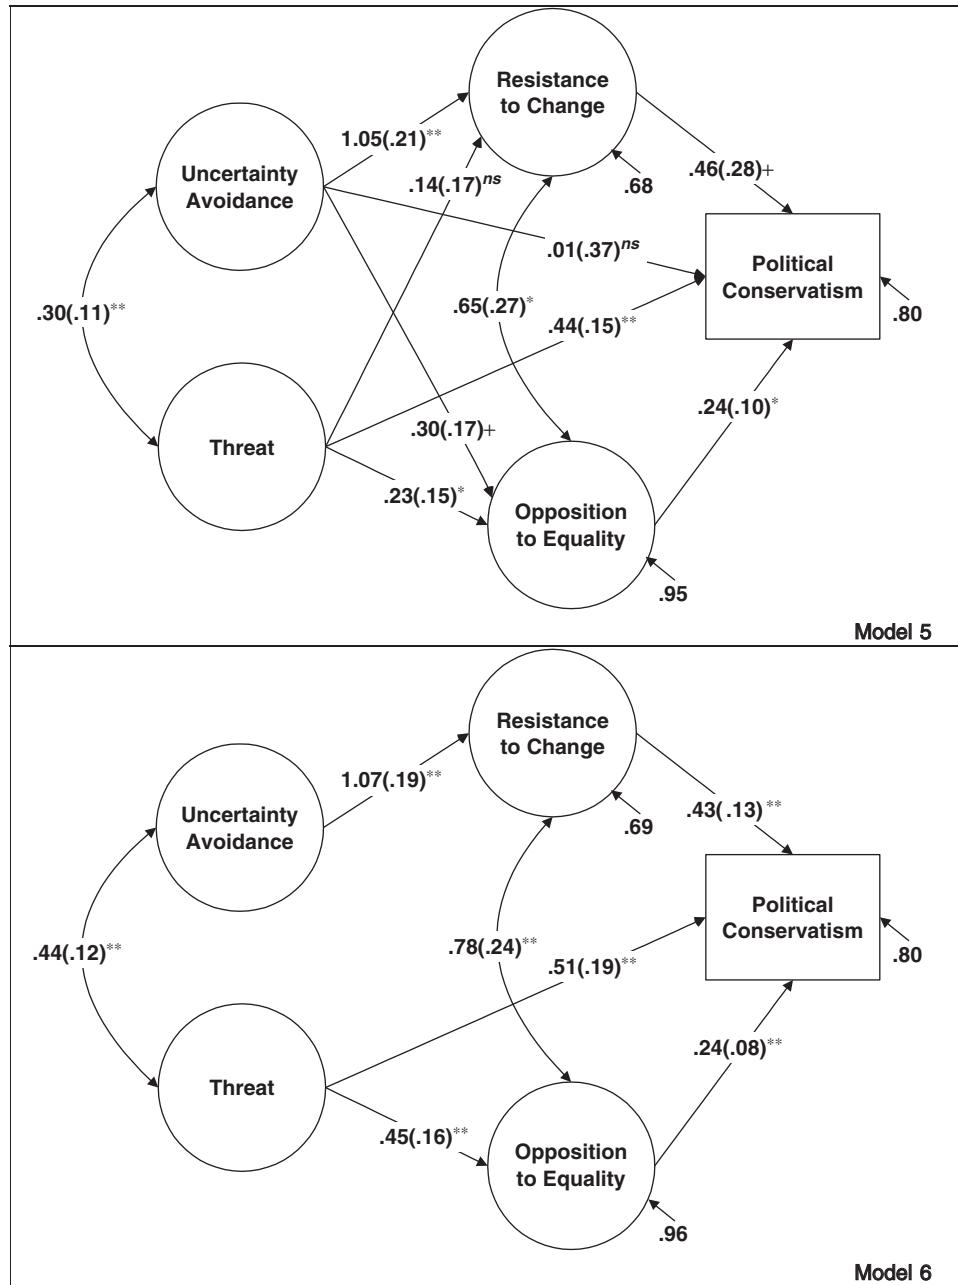 Resistance
to Change
1.05(.21)**
Uncertainty
Avoidance
.14(.17)ns
.68
.46(.28)+
.01(.37)ns
Political
Conservatism
.30(.11)**
.65(.27)*
.44(.15)**
.80
.24(.10)*
Threat
.30(.17)+
.23(.15)*
Opposition
to Equality
.95
Model 5
Resistance
to Change
1.07(.19)**
Uncertainty
Avoidance
.69
.43(.13)**
Political
Conservatism
.44(.12)**
.78(.24)**
.51(.19)**
.80
.24(.08)**
Threat
.45(.16)**
Opposition
to Equality
.96
Model 6